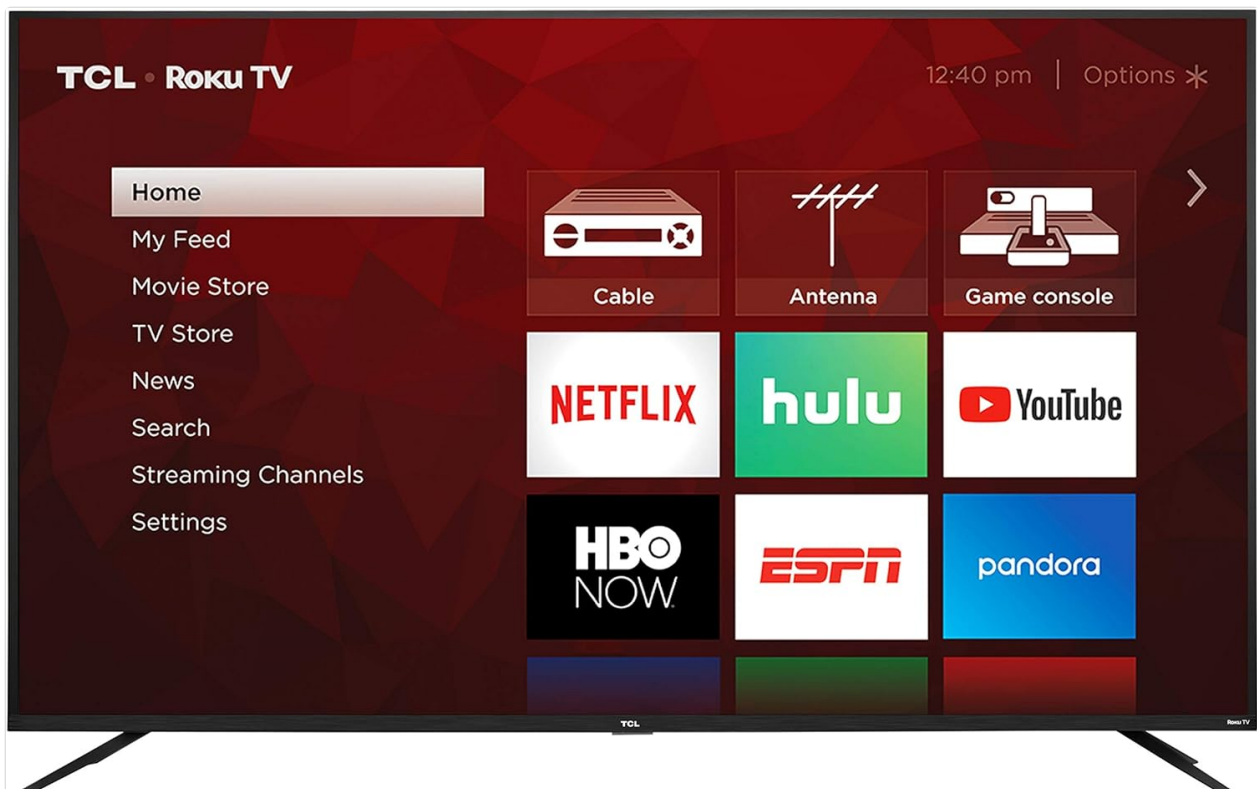 TCL • Roku TV
12:40 pm | Options
Home
My Feed
Movie Store
TV Store
News
Search
Streaming Channels
Settings
Cable
Antenna
Game console
NETFLIX
hulu
YouTube
HBO
NOW.
ESPN
pandora
TCL
Roku TV